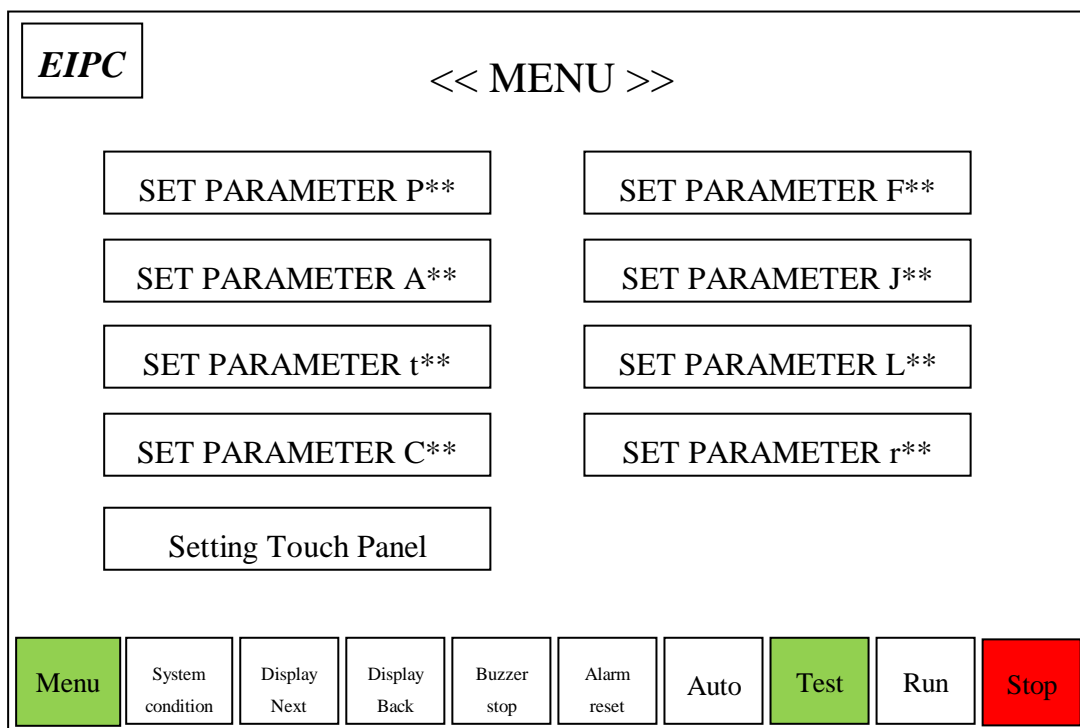 EIPC
<< MENU >>
SET PARAMETER P**
SET PARAMETER F**
SET PARAMETER A**
SET PARAMETER J**
SET PARAMETER t**
SET PARAMETER L**
SET PARAMETER C**
SET PARAMETER r**
Setting Touch Panel
Menu
System
condition
Display
Next
Display
Back
Buzzer
stop
Alarm
reset
Auto
Test
Run
Stop